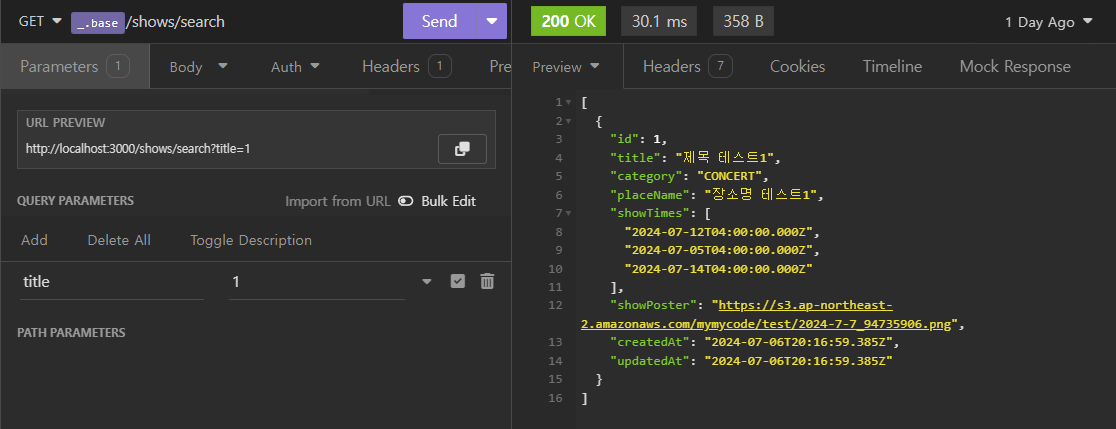 GET _.base /shows/search Send
Parameters 1 Body Auth Headers 1 Pre
URL PREVIEW
http://localhost:3000/shows/search?title=1
QUERY PARAMETERS Import from URL Bulk Edit
Add Delete All Toggle Description
title 1
PATH PARAMETERS
200 OK 30.1 ms 358 B 1 Day Ago
Preview Headers 7 Cookies Timeline Mock Response
1 [
2 {
3 "id": 1,
4 "title": "제목 테스트1",
5 "category": "CONCERT",
6 "placeName": "장소명 테스트1",
7 "showTimes": [
8 "2024-07-12T04:00:00.000Z",
9 "2024-07-05T04:00:00.000Z",
10 "2024-07-14T04:00:00.000Z"
11 ],
12 "showPoster": "https://s3.ap-northeast-
2.amazonaws.com/mymycode/test/2024-7-7_94735906.png",
13 "createdAt": "2024-07-06T20:16:59.385Z",
14 "updatedAt": "2024-07-06T20:16:59.385Z"
15 }
16 ]